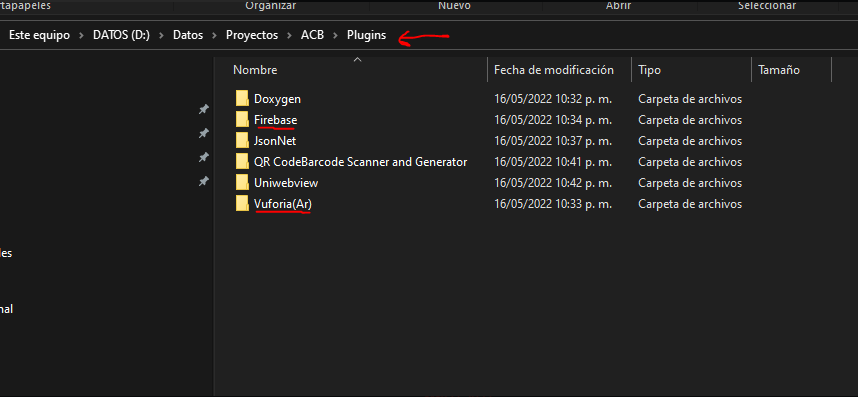 rtapapeles Organizar Nuevo Abrir Seleccionar
Este equipo > DATOS (D:) > Datos > Proyectos > ACB > Plugins
Nombre Fecha de modificación Tipo Tamaño
Doxygen 16/05/2022 10:32 p. m. Carpeta de archivos
Firebase 16/05/2022 10:34 p. m. Carpeta de archivos
JsonNet 16/05/2022 10:37 p. m. Carpeta de archivos
QR CodeBarcode Scanner and Generator 16/05/2022 10:41 p. m. Carpeta de archivos
Uniwebview 16/05/2022 10:42 p. m. Carpeta de archivos
Vuforia(Ar) 16/05/2022 10:33 p. m. Carpeta de archivos
les
nal